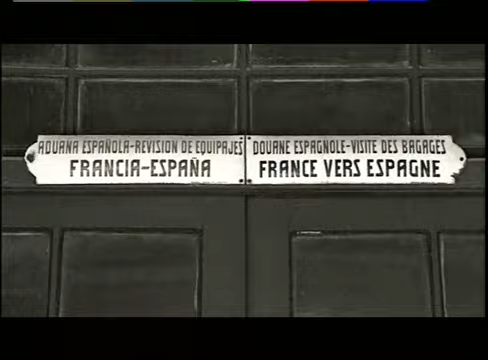 ADUANA ESPAÑOLA-REVISION DE EQUIPAJES
FRANCIA-ESPAÑA
DOUANE ESPAGNOLE-VISITE DES BAGAGES
FRANCE VERS ESPAGNE